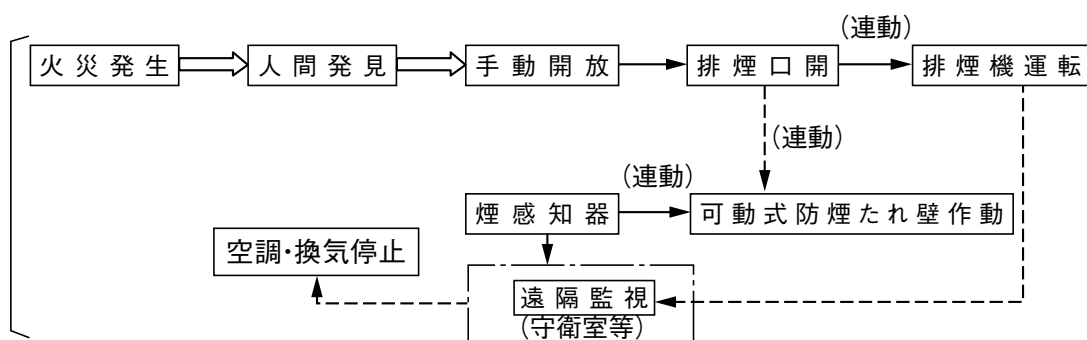 (連動)
火災発生
人間発見
手動開放
排煙口開
排煙機運転
(連動)
(連動)
煙感知器
可動式防煙たれ壁作動
空調・換気停止
遠隔監視
(守衛室等)